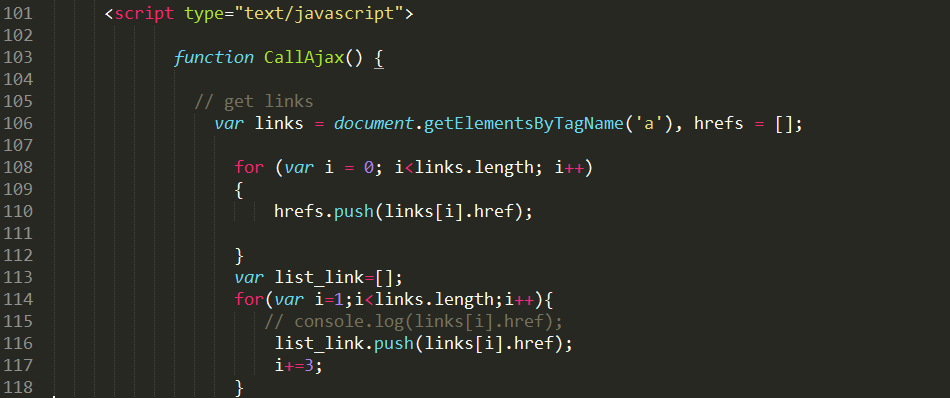 101 <script type="text/javascript">
102
103 function CallAjax() {
104
105 // get links
106 var links = document.getElementsByTagName('a'), hrefs = [];
107
108 for (var i = 0; i<links.length; i++)
109 {
110 hrefs.push(links[i].href);
111
112 }
113 var list_link=[];
114 for(var i=1;i<links.length;i++){
115 // console.log(links[i].href);
116 list_link.push(links[i].href);
117 i+=3;
118 }